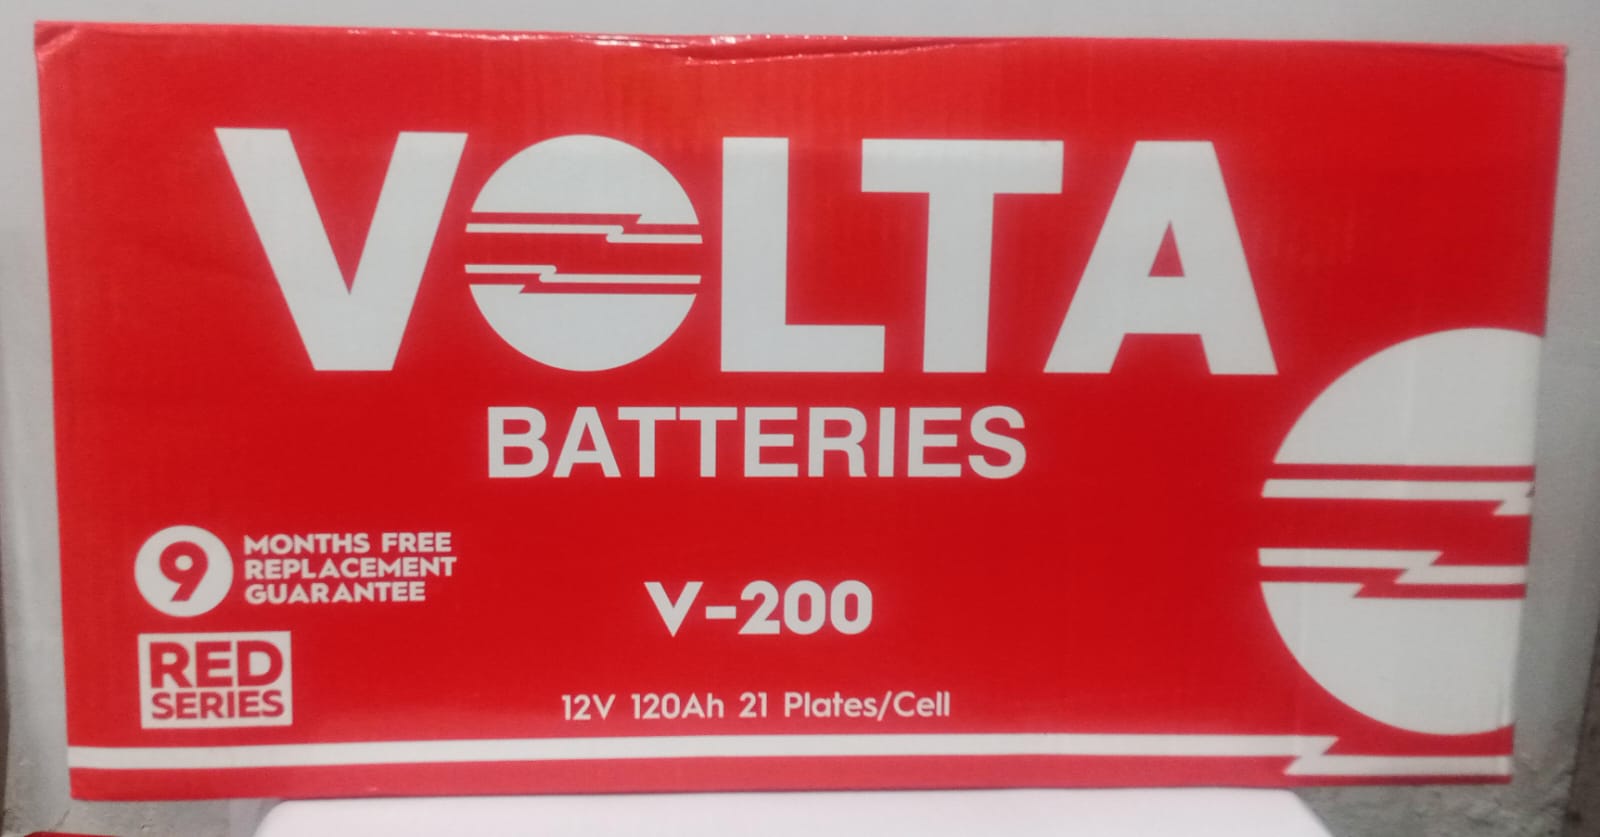 VOLTA
BATTERIES
9 MONTHS FREE
REPLACEMENT
GUARANTEE
RED
SERIES
V-200
12V 120Ah 21 Plates/Cell